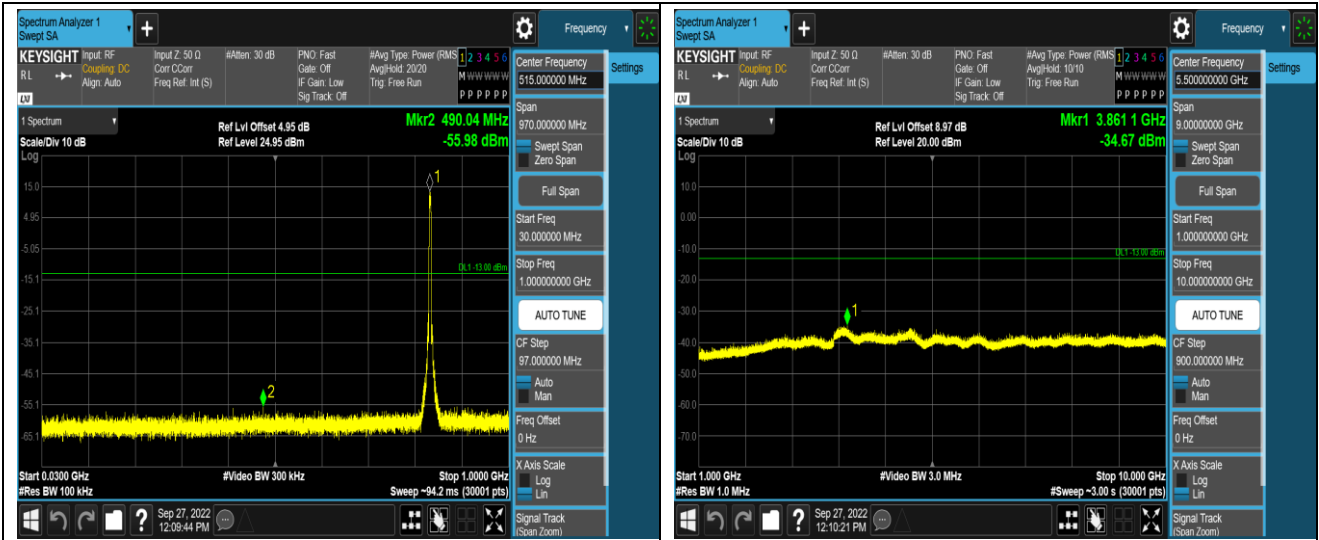 Spectrum Analyzer 1
Swept SA
+
Frequency
KEYSIGHT
RL
Input: RF
Coupling: DC
Align: Auto
Input Z: 50 Ω
Corr CCorr
Freq Ref: Int (S)
#Atten: 30 dB
PNO: Fast
Gate: Off
IF Gain: Low
Sig Track: Off
#Avg Type: Power (RMS
Avg|Hold: 20/20
Trig: Free Run
1 2 3 4 5 6
M W W W W W
P P P P P P
1 Spectrum
Scale/Div 10 dB
Log
Ref Lvl Offset 4.95 dB
Ref Level 24.95 dBm
Mkr2 490.04 MHz
-55.98 dBm
15.0
4.95
-5.05
-15.1
-25.1
-35.1
-45.1
-55.1
-65.1
1
2
DL1 -13.00 dBm
Start 0.0300 GHz
#Res BW 100 kHz
#Video BW 300 kHz
Stop 1.0000 GHz
Sweep ~94.2 ms (30001 pts)
Center Frequency
515.000000 MHz
Settings
Span
970.000000 MHz
Swept Span
Zero Span
Full Span
Start Freq
30.000000 MHz
Stop Freq
1.000000000 GHz
AUTO TUNE
CF Step
97.000000 MHz
Auto
Man
Freq Offset
0 Hz
X Axis Scale
Log
Lin
Signal Track
(Span Zoom)
?
Sep 27, 2022
12:09:44 PM
Spectrum Analyzer 1
Swept SA
+
Frequency
KEYSIGHT
RL
Input: RF
Coupling: DC
Align: Auto
Input Z: 50 Ω
Corr CCorr
Freq Ref: Int (S)
#Atten: 30 dB
PNO: Fast
Gate: Off
IF Gain: Low
Sig Track: Off
#Avg Type: Power (RMS
Avg|Hold: 10/10
Trig: Free Run
1 2 3 4 5 6
M W W W W W
P P P P P P
1 Spectrum
Scale/Div 10 dB
Log
Ref Lvl Offset 8.97 dB
Ref Level 20.00 dBm
Mkr1 3.861 1 GHz
-34.67 dBm
10.0
0.00
-10.0
-20.0
-30.0
-40.0
-50.0
-60.0
-70.0
1
DL1 -13.00 dBm
Start 1.000 GHz
#Res BW 1.0 MHz
#Video BW 3.0 MHz
Stop 10.000 GHz
#Sweep ~3.00 s (30001 pts)
Center Frequency
5.500000000 GHz
Settings
Span
9.00000000 GHz
Swept Span
Zero Span
Full Span
Start Freq
1.000000000 GHz
Stop Freq
10.000000000 GHz
AUTO TUNE
CF Step
900.000000 MHz
Auto
Man
Freq Offset
0 Hz
X Axis Scale
Log
Lin
Signal Track
(Span Zoom)
?
Sep 27, 2022
12:10:21 PM